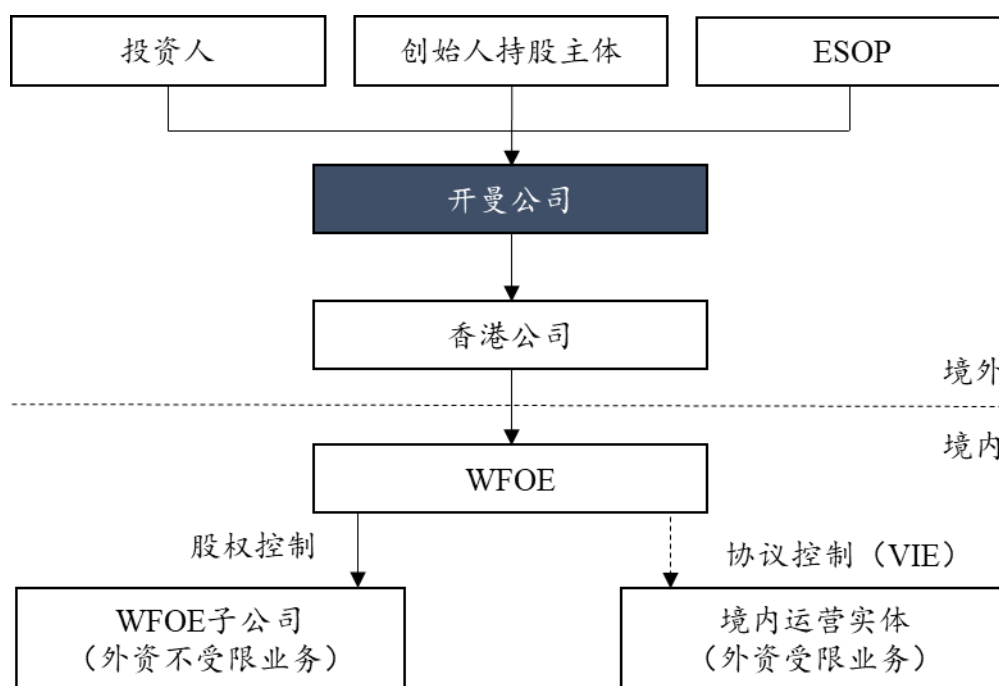 投资人
创始人持股主体
ESOP
开曼公司
香港公司
境外
境内
WFOE
股权控制
协议控制（VIE）
WFOE子公司
（外资不受限业务）
境内运营实体
（外资受限业务）